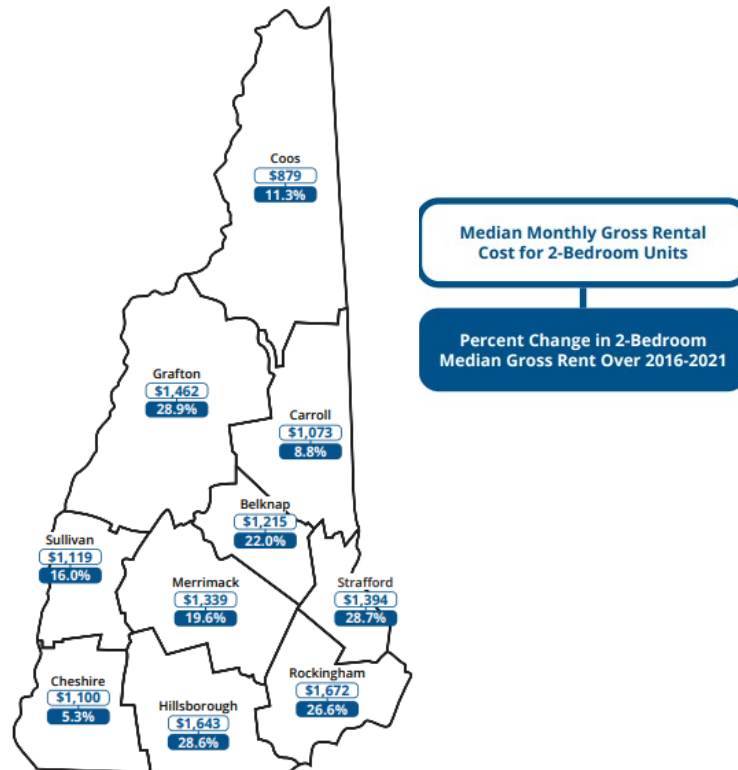 Coos
$879
11.3%
Median Monthly Gross Rental
Cost for 2-Bedroom Units
Percent Change in 2-Bedroom
Median Gross Rent Over 2016-2021
Grafton
$1,462
28.9%
Carroll
$1,073
8.8%
Belknap
$1,215
22.0%
Sullivan
$1,119
16.0%
Merrimack
$1,339
19.6%
Strafford
$1,394
28.7%
Rockingham
$1,672
26.6%
Cheshire
$1,100
5.3%
Hillsborough
$1,643
28.6%